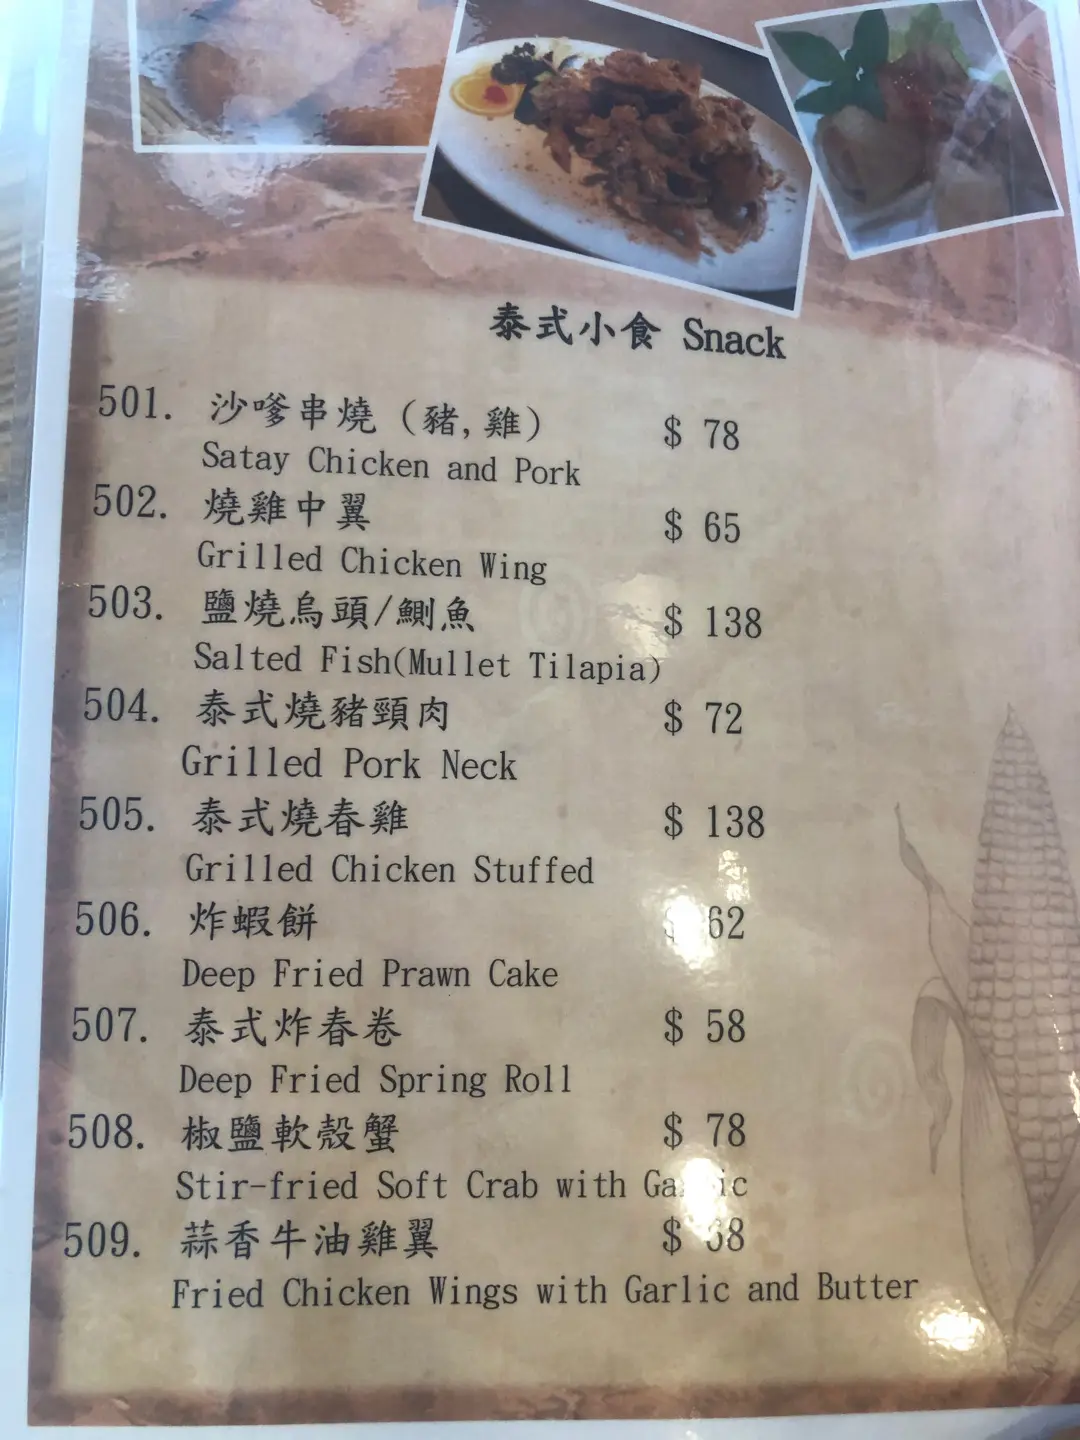 泰式小食 Snack
501. 沙嗲串燒 (豬,雞) $ 78
Satay Chicken and Pork
502. 燒雞中翼 $ 65
Grilled Chicken Wing
503. 鹽燒烏頭/鰂魚 $ 138
Salted Fish(Mullet Tilapia)
504. 泰式燒豬頸肉 $ 72
Grilled Pork Neck
505. 泰式燒春雞 $ 138
Grilled Chicken Stuffed
506. 炸蝦餅 $ 62
Deep Fried Prawn Cake
507. 泰式炸春卷 $ 58
Deep Fried Spring Roll
508. 椒鹽軟殼蟹 $ 78
Stir-fried Soft Crab with Garlic
509. 蒜香牛油雞翼 $
Fried Chicken Wings with Garlic and Butter